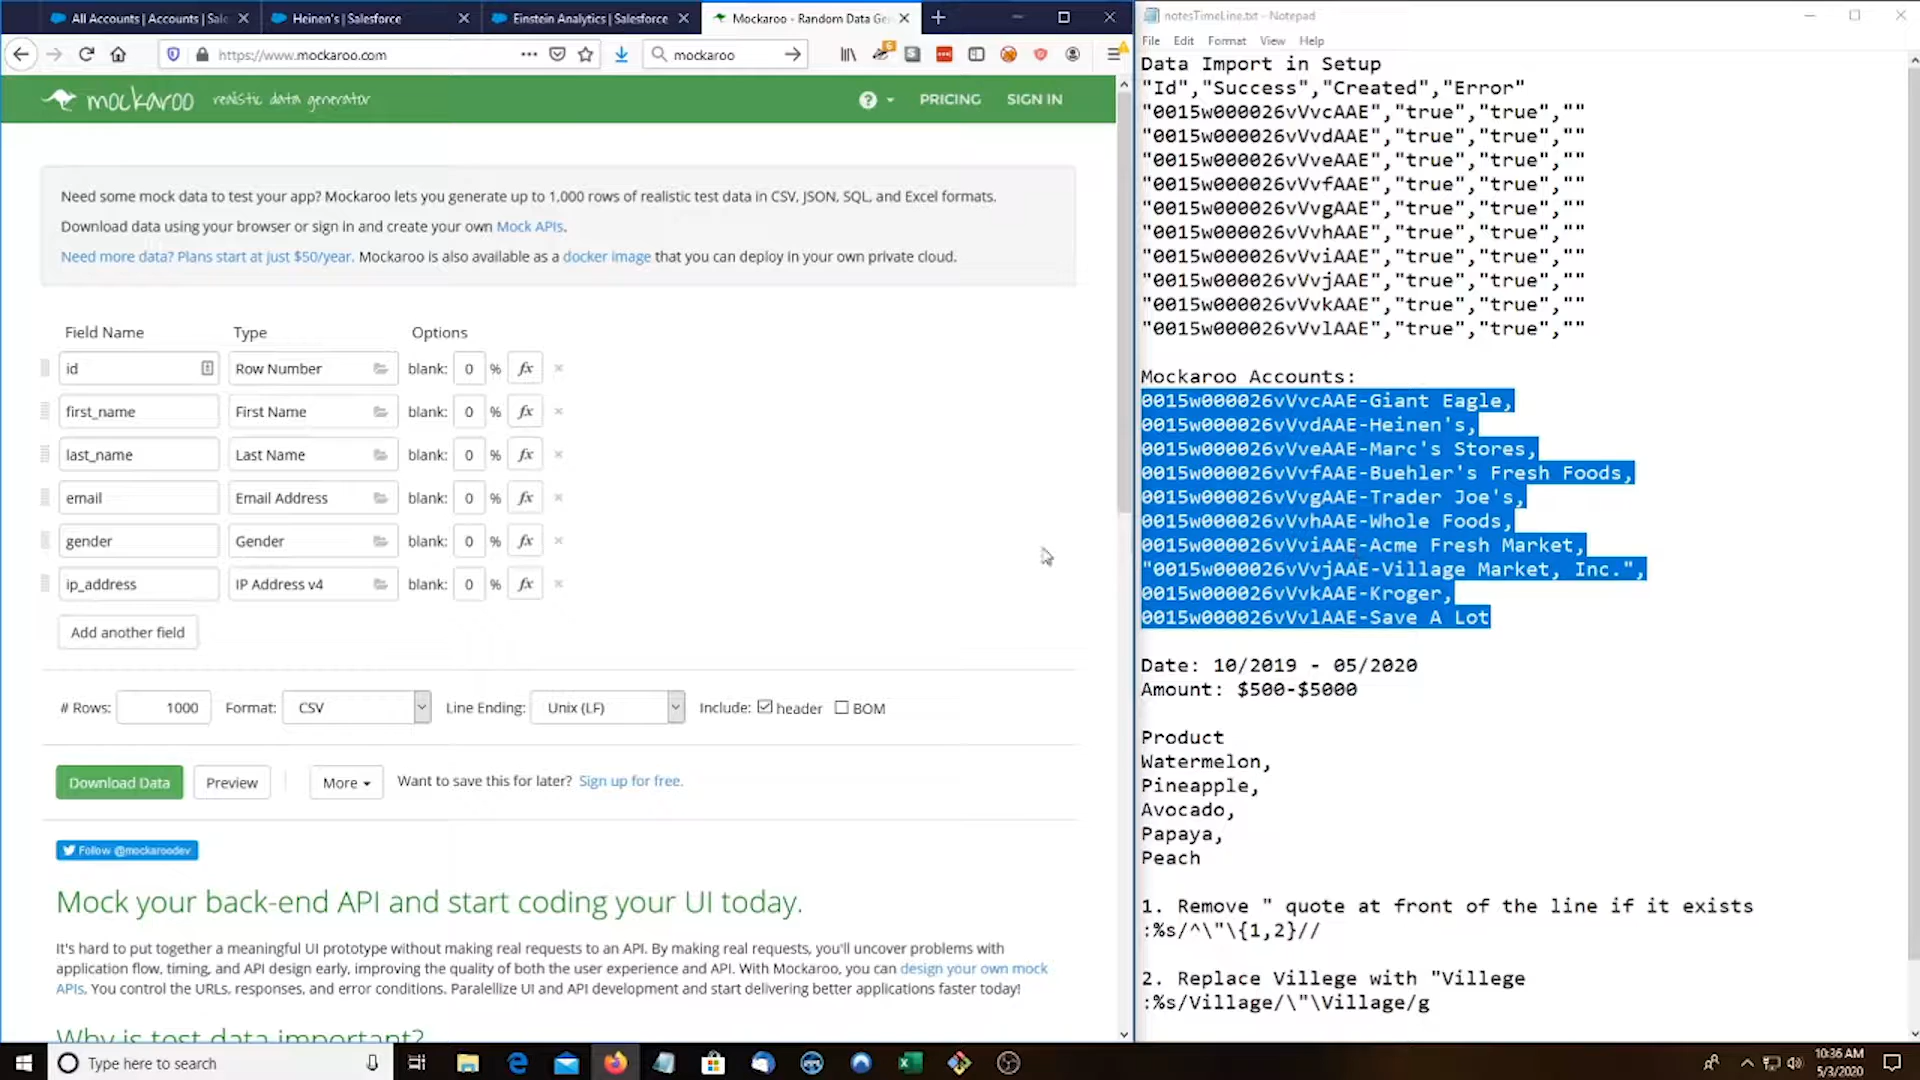 All Accounts | Accounts | Sale
Heinen's | Salesforce
Einstein Analytics | Salesforce
Mockaroo - Random Data Gen
notesTimeLine.txt - Notepad
https://www.mockaroo.com
mockaroo
6
File Edit Format View Help
mockaroo realistic data generator
PRICING SIGN IN
Need some mock data to test your app? Mockaroo lets you generate up to 1,000 rows of realistic test data in CSV, JSON, SQL, and Excel formats.
Download data using your browser or sign in and create your own Mock APIs.
Need more data? Plans start at just $50/year. Mockaroo is also available as a docker image that you can deploy in your own private cloud.
Field Name Type Options
id Row Number blank: 0 % fx ×
first_name First Name blank: 0 % fx ×
last_name Last Name blank: 0 % fx ×
email Email Address blank: 0 % fx ×
gender Gender blank: 0 % fx ×
ip_address IP Address v4 blank: 0 % fx ×
Add another field
# Rows: 1000 Format: CSV Line Ending: Unix (LF) Include: header BOM
Download Data Preview More Want to save this for later? Sign up for free.
Follow @mockaroodev
Mock your back-end API and start coding your UI today.
It's hard to put together a meaningful UI prototype without making real requests to an API. By making real requests, you'll uncover problems with
application flow, timing, and API design early, improving the quality of both the user experience and API. With Mockaroo, you can design your own mock
APIs. You control the URLs, responses, and error conditions. Paralellize UI and API development and start delivering better applications faster today!
Why is test data important?
Data Import in Setup
"Id","Success","Created","Error"
"0015w000026vVvcAAE","true","true",""
"0015w000026vVvdAAE","true","true",""
"0015w000026vVveAAE","true","true",""
"0015w000026vVvfAAE","true","true",""
"0015w000026vVvgAAE","true","true",""
"0015w000026vVvhAAE","true","true",""
"0015w000026vVviAAE","true","true",""
"0015w000026vVvjAAE","true","true",""
"0015w000026vVvkAAE","true","true",""
"0015w000026vVvlAAE","true","true",""
Mockaroo Accounts:
0015w000026vVvcAAE-Giant Eagle,
0015w000026vVvdAAE-Heinen's,
0015w000026vVveAAE-Marc's Stores,
0015w000026vVvfAAE-Buehler's Fresh Foods,
0015w000026vVvgAAE-Trader Joe's,
0015w000026vVvhAAE-Whole Foods,
0015w000026vVviAAE-Acme Fresh Market,
"0015w000026vVvjAAE-Village Market, Inc.",
0015w000026vVvkAAE-Kroger,
0015w000026vVvlAAE-Save A Lot
Date: 10/2019 - 05/2020
Amount: $500-$5000
Product
Watermelon,
Pineapple,
Avocado,
Papaya,
Peach
1. Remove " quote at front of the line if it exists
:%s/^\"\{1,2}//
2. Replace Villege with "Villege
:%s/Village/\"\Village/g
Type here to search
10:36 AM
5/3/2020